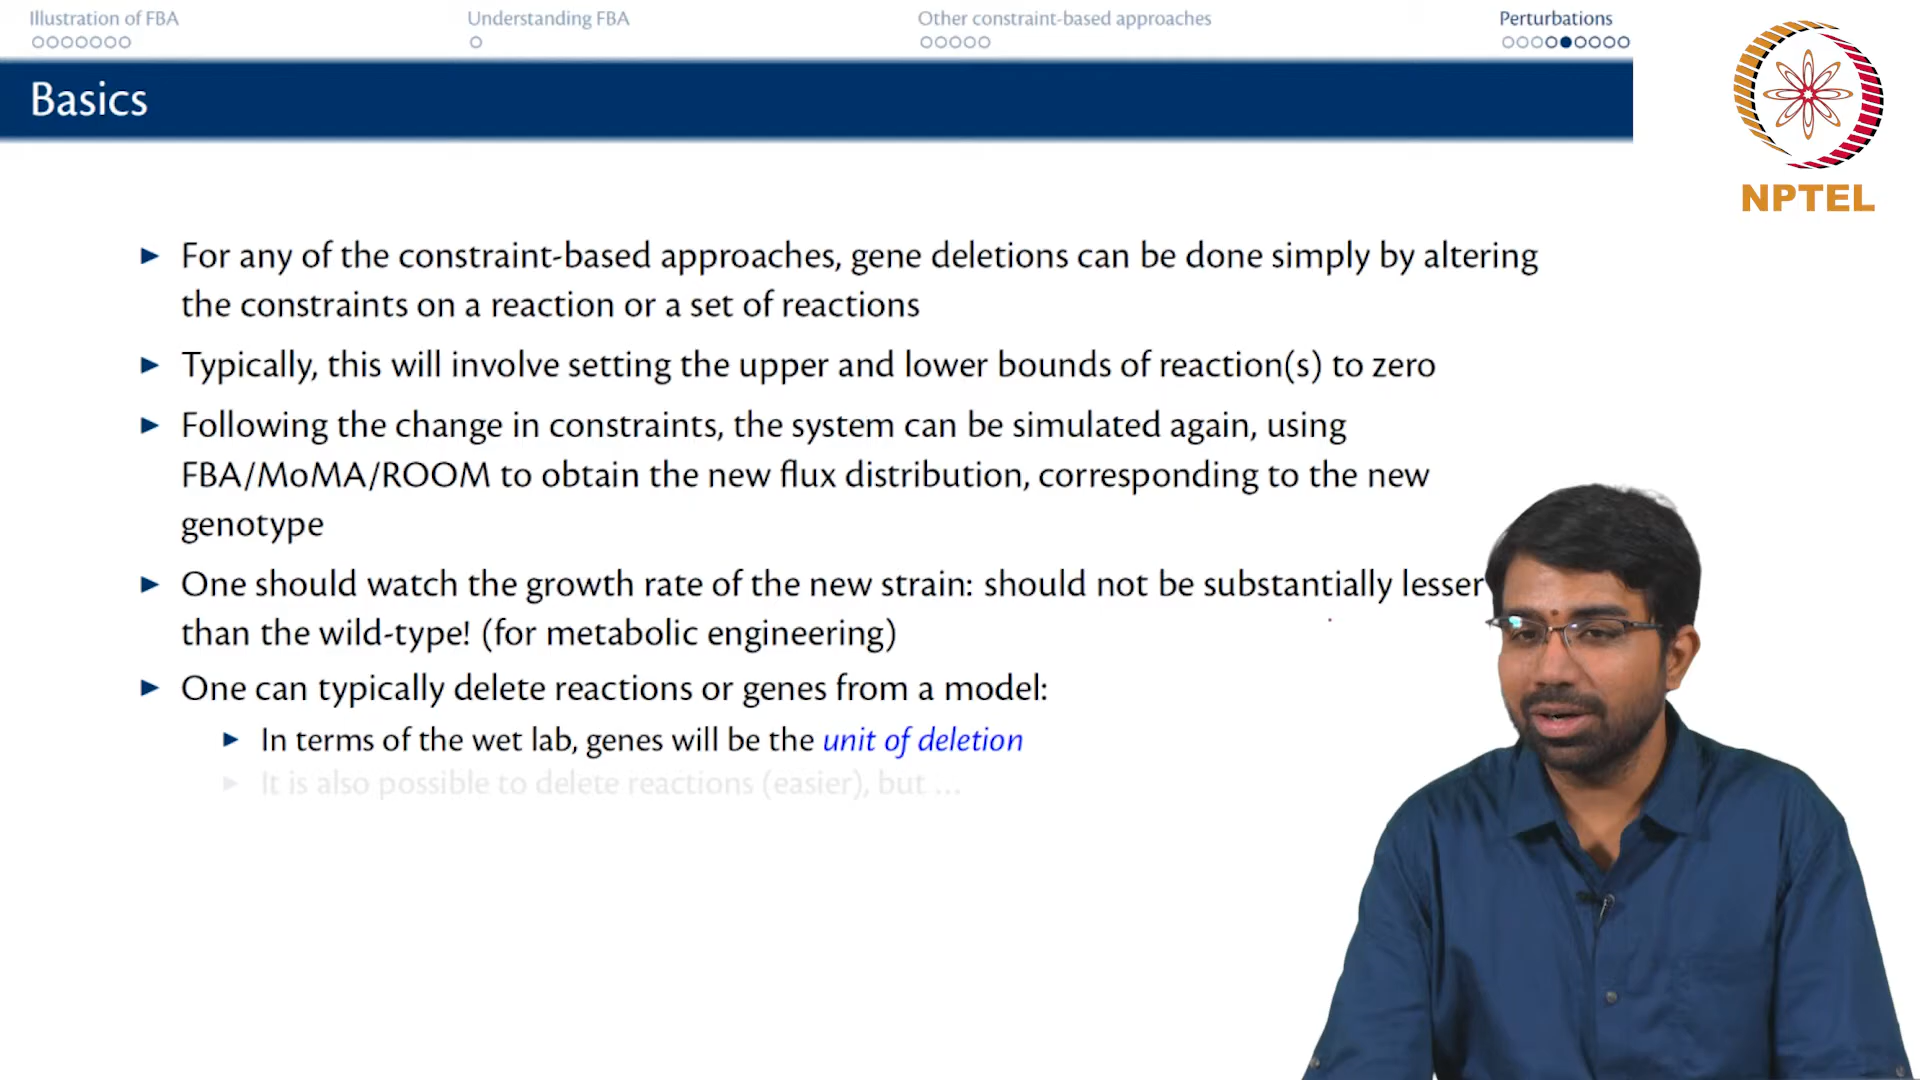 Illustration of FBA
Understanding FBA
Other constraint-based approaches
Perturbations
Basics
NPTEL
► For any of the constraint-based approaches, gene deletions can be done simply by altering
the constraints on a reaction or a set of reactions
► Typically, this will involve setting the upper and lower bounds of reaction(s) to zero
► Following the change in constraints, the system can be simulated again, using
FBA/MoMA/ROOM to obtain the new flux distribution, corresponding to the new
genotype
► One should watch the growth rate of the new strain: should not be substantially lesser
than the wild-type! (for metabolic engineering)
► One can typically delete reactions or genes from a model:
► In terms of the wet lab, genes will be the unit of deletion
► It is also possible to delete reactions (easier), but ...